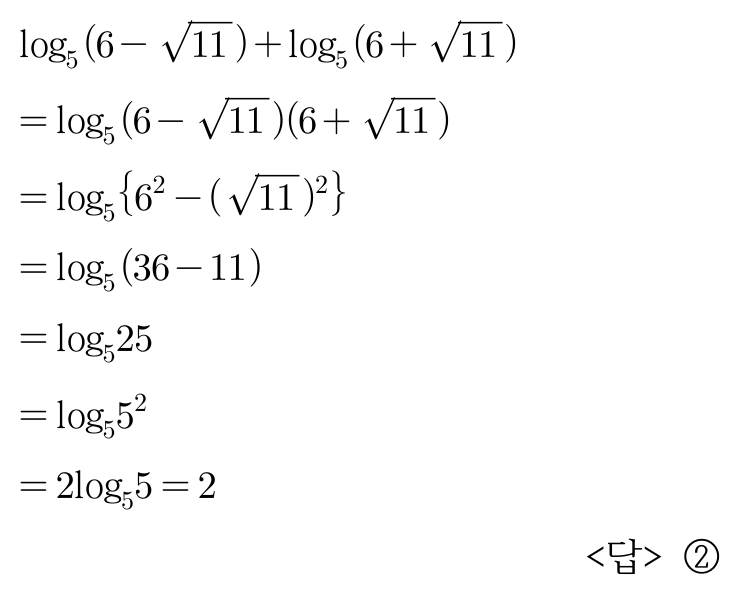 log₅(6−√11)+log₅(6+√11)
=log₅(6−√11)(6+√11)
=log₅{6²−(√11)²}
=log₅(36−11)
=log₅25
=log₅5²
=2log₅5=2
<답> ②